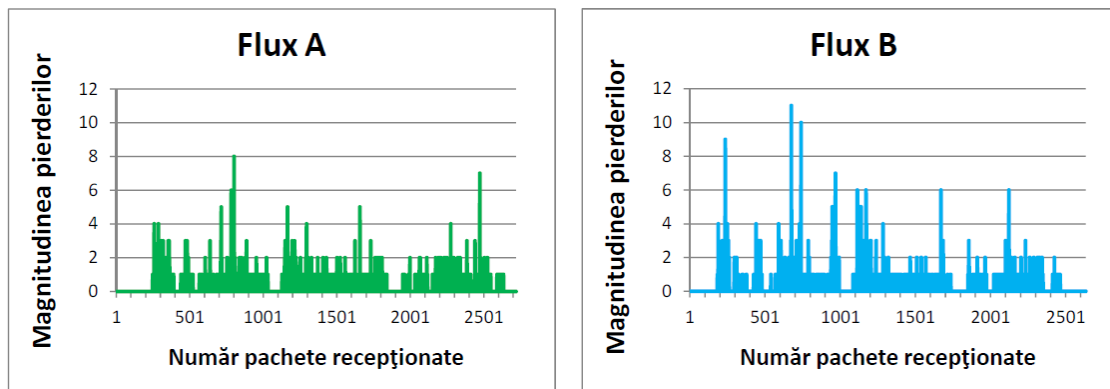 Flux A
Magnitudinea pierderilor
12
10
8
6
4
2
0
1 501 1001 1501 2001 2501
Număr pachete recepţionate
Flux B
Magnitudinea pierderilor
12
10
8
6
4
2
0
1 501 1001 1501 2001 2501
Număr pachete recepţionate